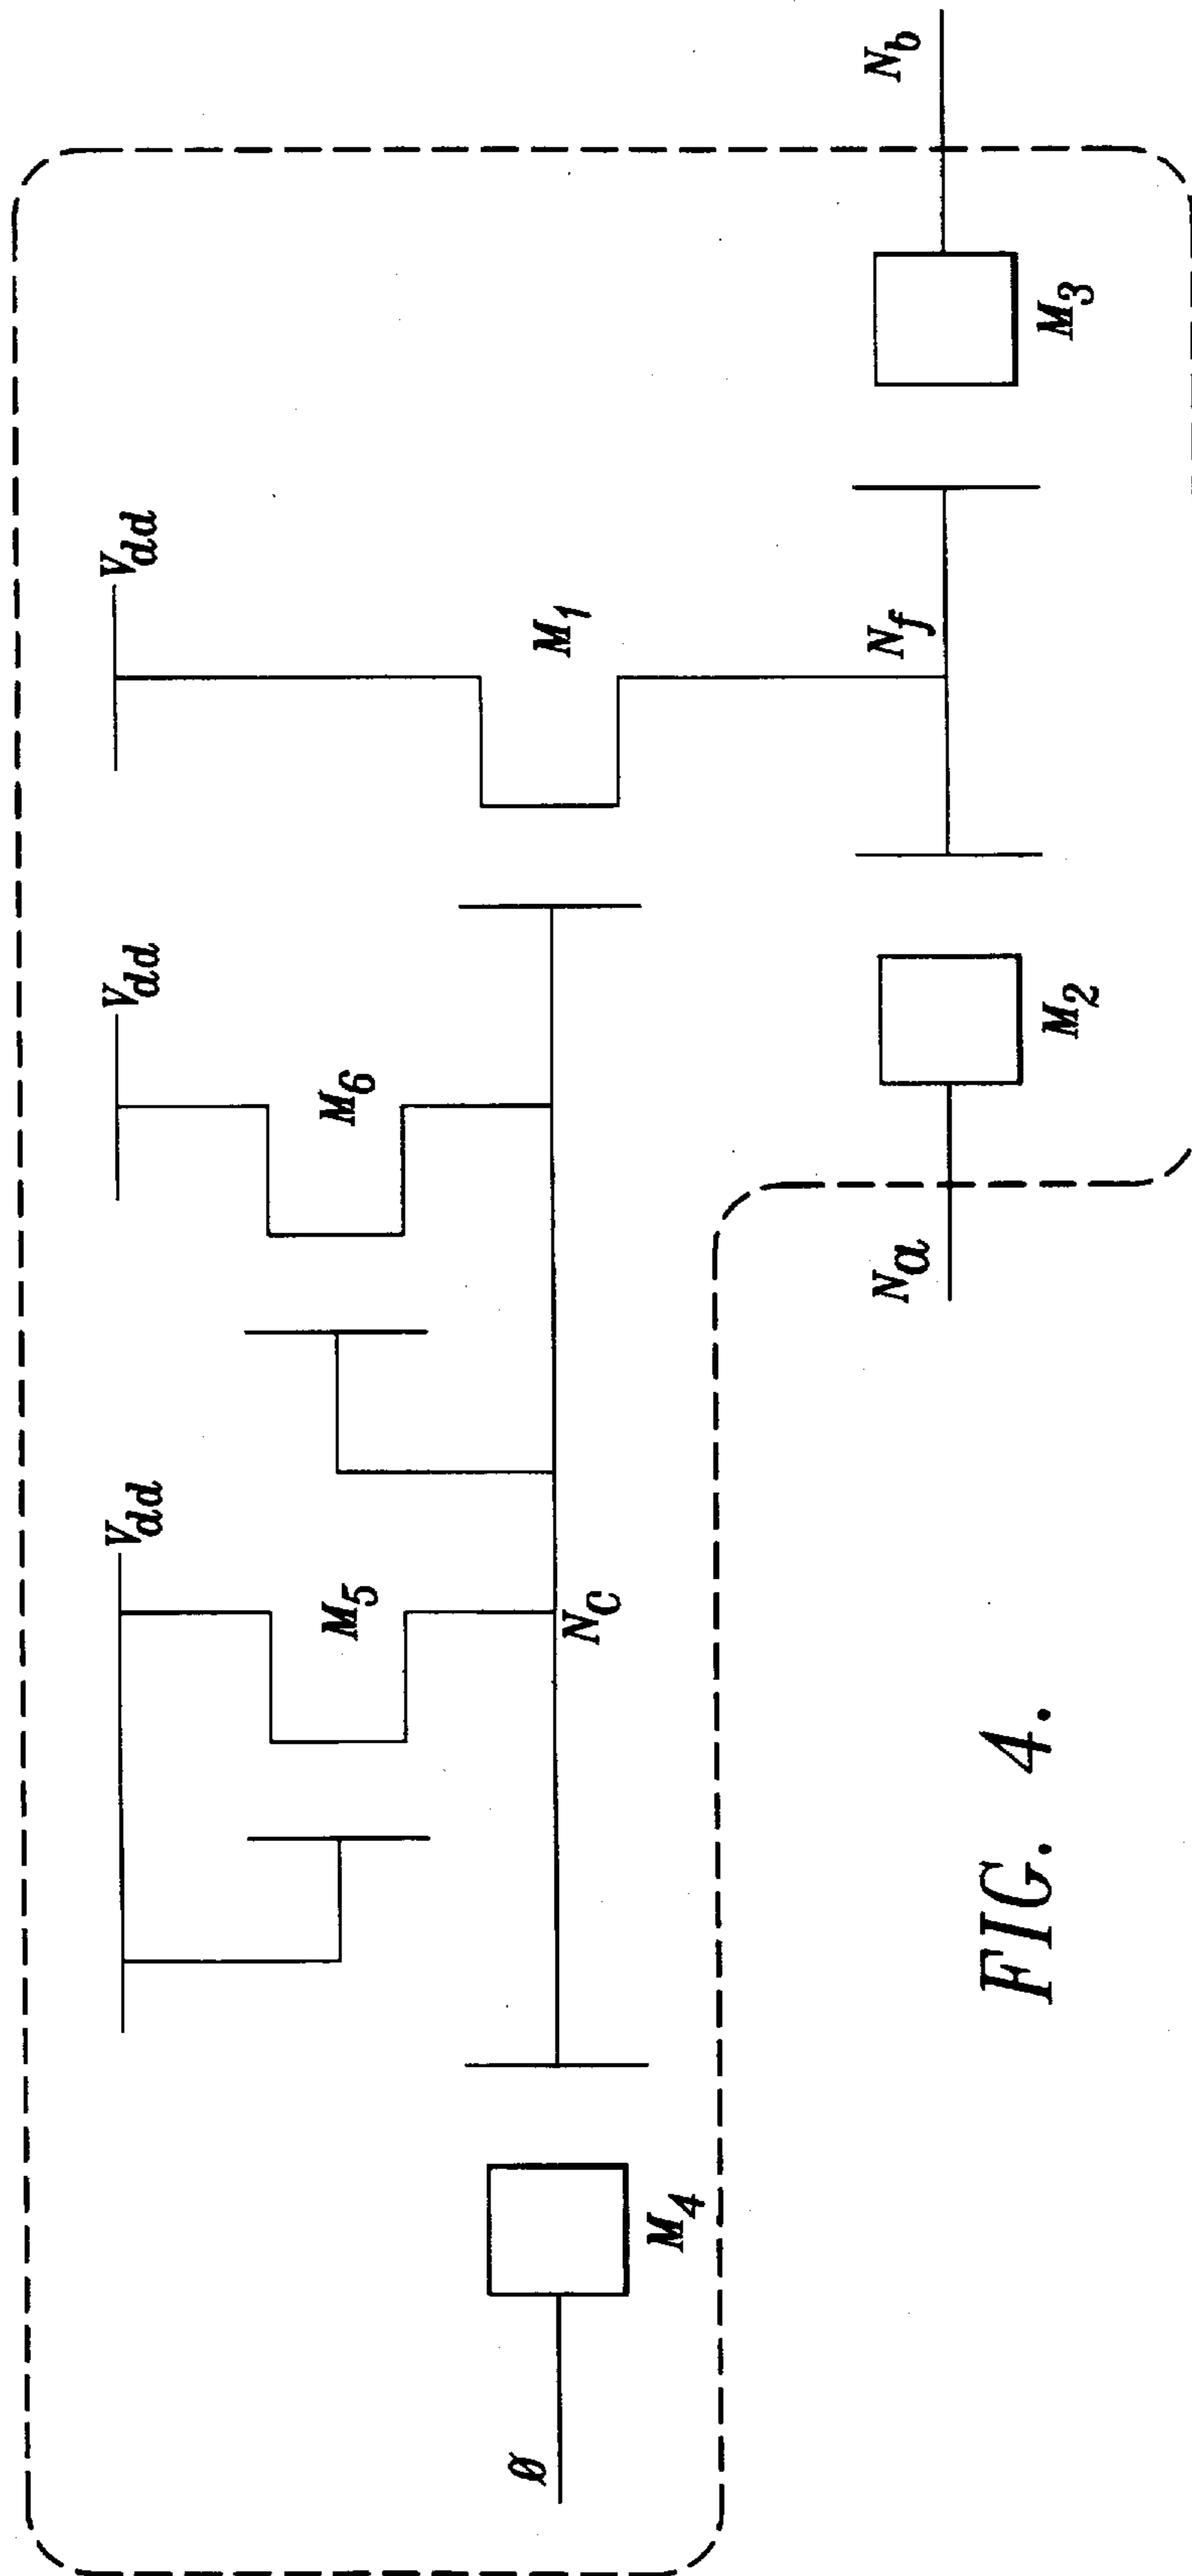 V_dd
V_dd
V_dd
M_5
M_6
M_1
N_c
N_f
N_b
ø
M_4
N_a
M_2
M_3
FIG. 4.